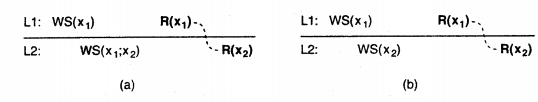 L1: WS(x₁) R(x₁) L1: WS(x₁) R(x₁)
L2: WS(x₁;x₂) R(x₂) L2: WS(x₂) R(x₂)
(a) (b)